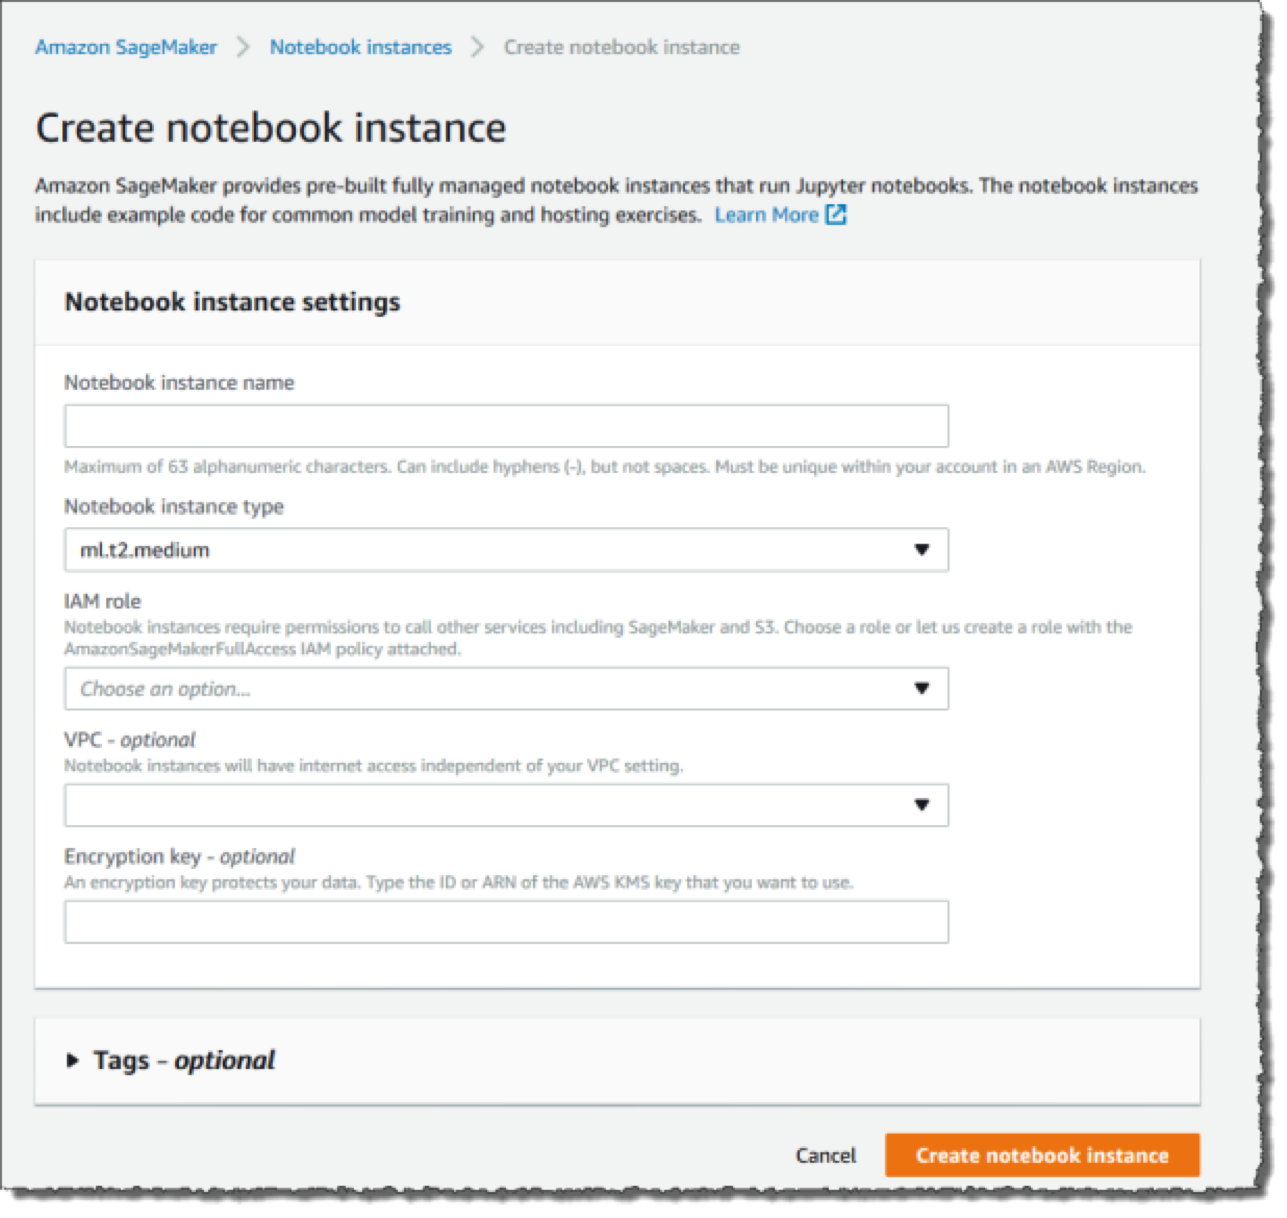 Amazon SageMaker > Notebook instances > Create notebook instance
Create notebook instance
Amazon SageMaker provides pre-built fully managed notebook instances that run Jupyter notebooks. The notebook instances
include example code for common model training and hosting exercises. Learn More
Notebook instance settings
Notebook instance name
Maximum of 63 alphanumeric characters. Can include hyphens (-), but not spaces. Must be unique within your account in an AWS Region.
Notebook instance type
ml.t2.medium
IAM role
Notebook instances require permissions to call other services including SageMaker and S3. Choose a role or let us create a role with the
AmazonSageMakerFullAccess IAM policy attached.
Choose an option...
VPC - optional
Notebook instances will have internet access independent of your VPC setting.
Encryption key - optional
An encryption key protects your data. Type the ID or ARN of the AWS KMS key that you want to use.
Tags - optional
Cancel Create notebook instance